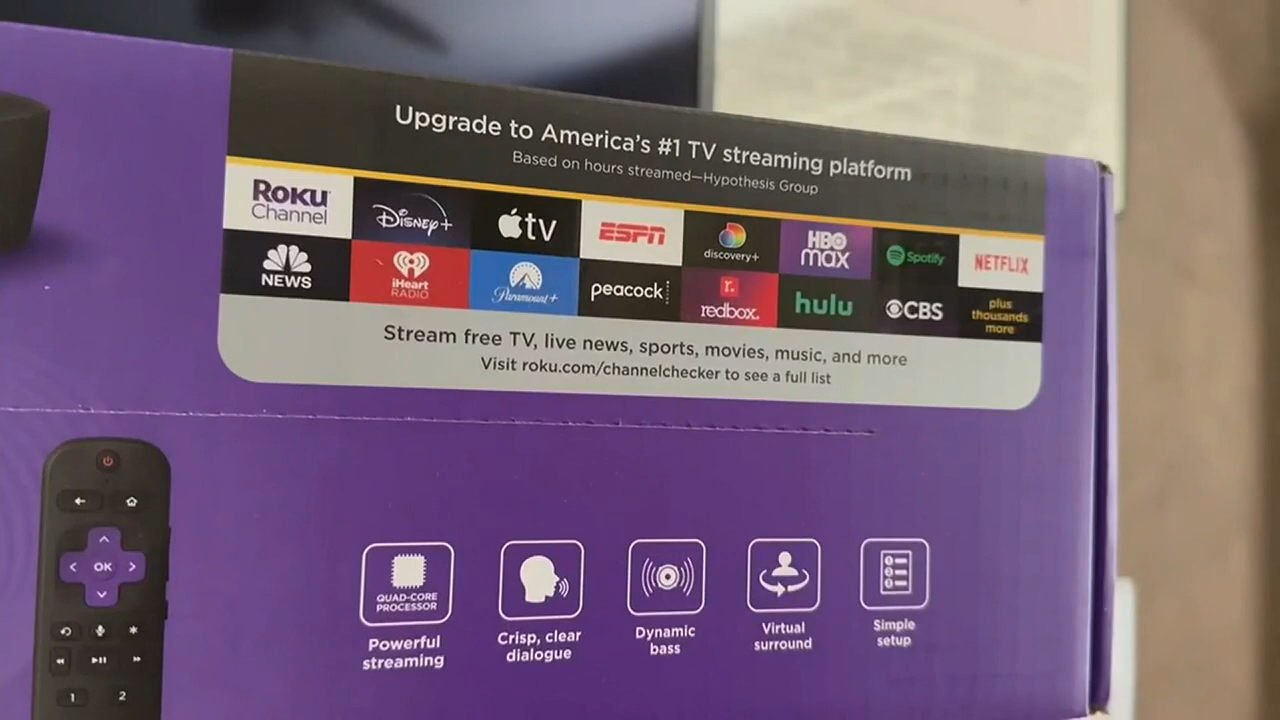 Upgrade to America's #1 TV streaming platform
Based on hours streamed—Hypothesis Group
Roku
Channel
Disney+
tv
ESPN
discovery+
HBO
max
Spotify
NETFLIX
NEWS
iHeart
RADIO
Paramount+
peacock
r.
redbox.
hulu
CBS
plus
thousands
more
Stream free TV, live news, sports, movies, music, and more
Visit roku.com/channelchecker to see a full list
OK
1
2
QUAD-CORE
PROCESSOR
Powerful
streaming
Crisp, clear
dialogue
Dynamic
bass
Virtual
surround
1
2
3
Simple
setup